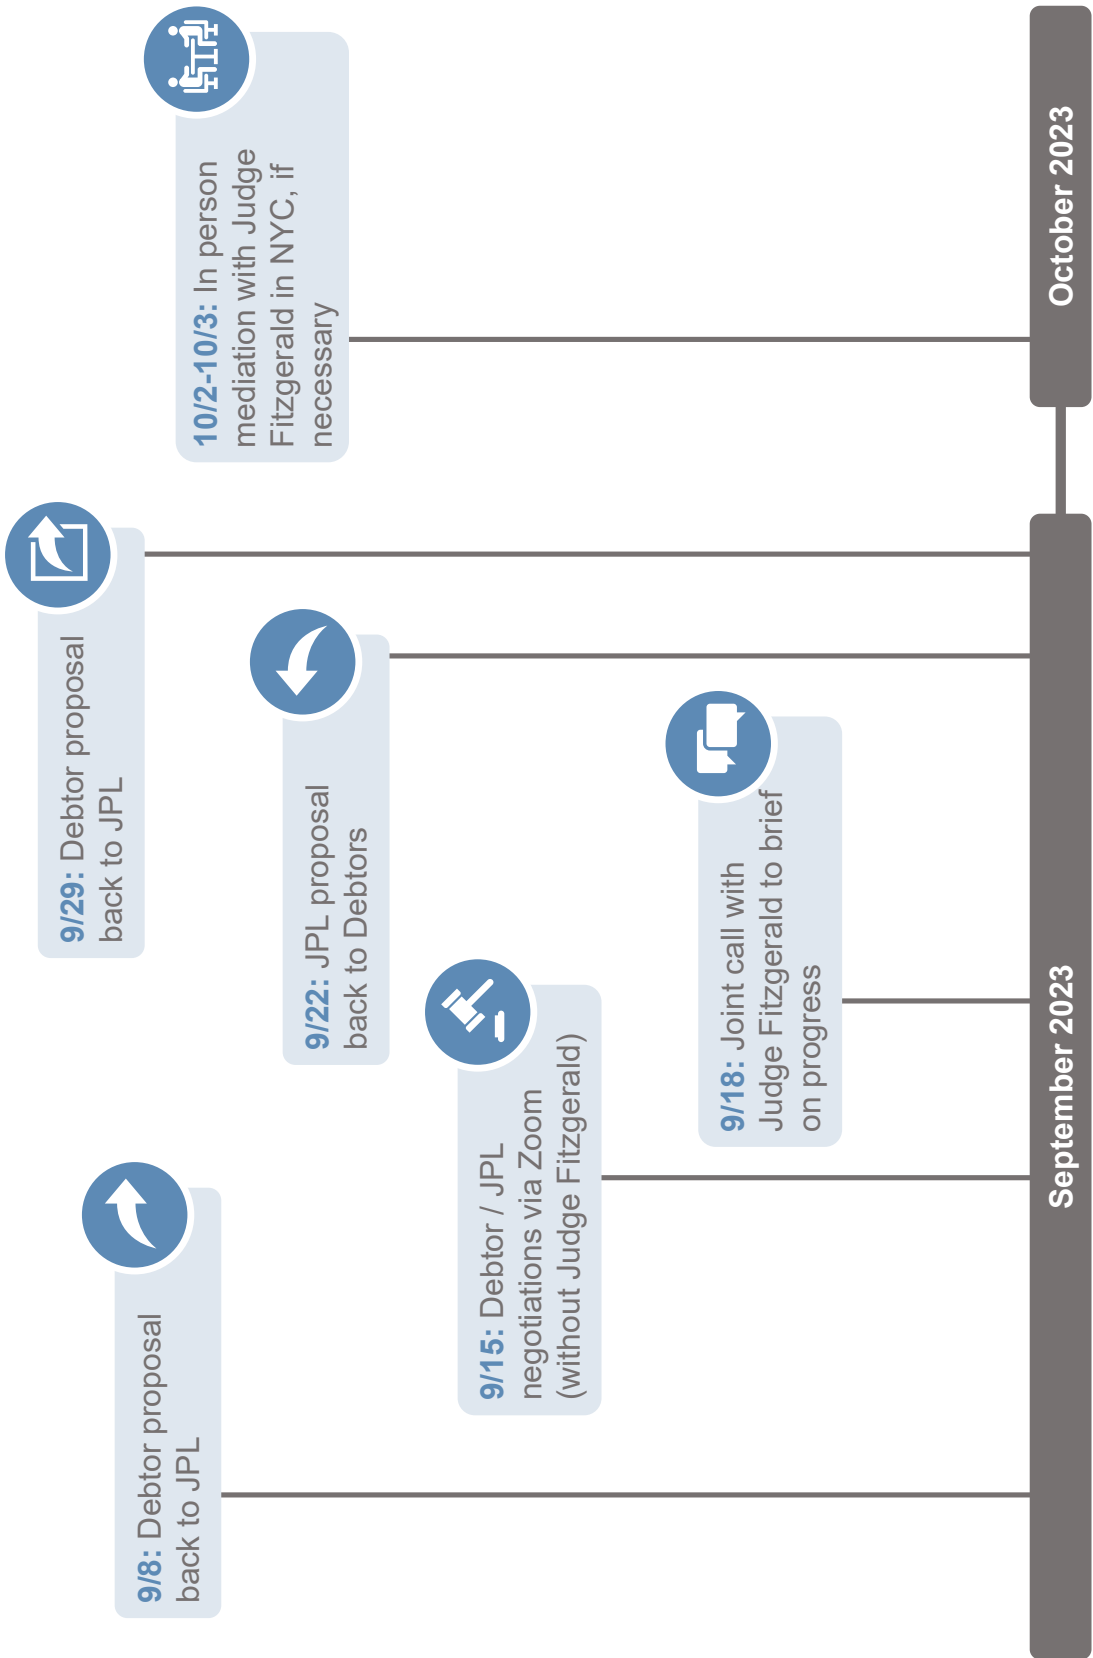 9/8: Debtor proposal
back to JPL
9/15: Debtor / JPL
negotiations via Zoom
(without Judge Fitzgerald)
9/18: Joint call with
Judge Fitzgerald to brief
on progress
9/22: JPL proposal
back to Debtors
9/29: Debtor proposal
back to JPL
10/2-10/3: In person
mediation with Judge
Fitzgerald in NYC, if
necessary
September 2023
October 2023